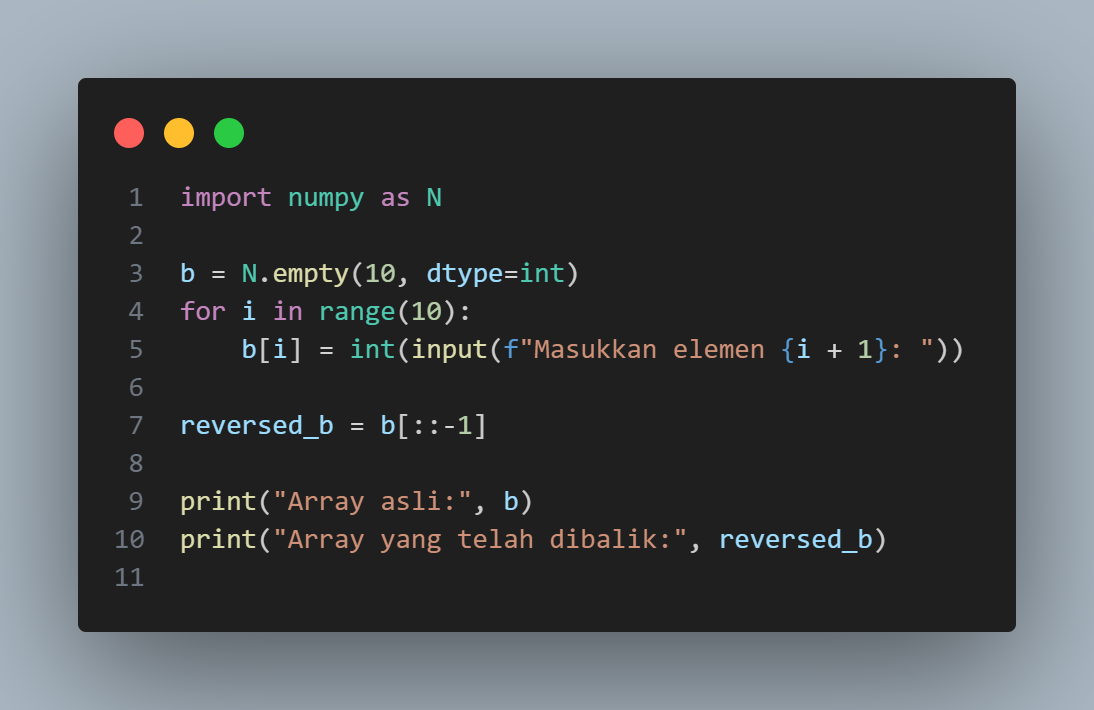 1 import numpy as N
2
3 b = N.empty(10, dtype=int)
4 for i in range(10):
5     b[i] = int(input(f"Masukkan elemen {i + 1}: "))
6
7 reversed_b = b[::-1]
8
9 print("Array asli:", b)
10 print("Array yang telah dibalik:", reversed_b)
11